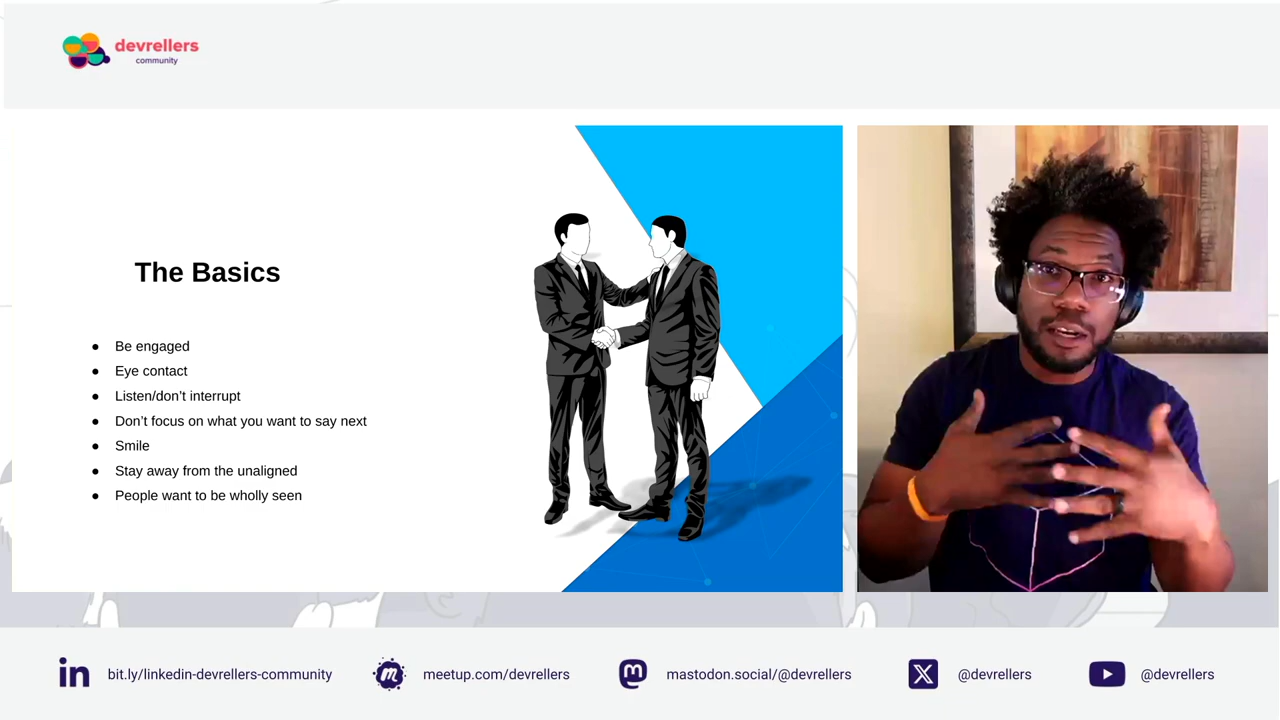 devrellers
community
The Basics
● Be engaged
● Eye contact
● Listen/don't interrupt
● Don't focus on what you want to say next
● Smile
● Stay away from the unaligned
● People want to be wholly seen
bit.ly/linkedin-devrellers-community
meetup.com/devrellers
mastodon.social/@devrellers
@devrellers
@devrellers